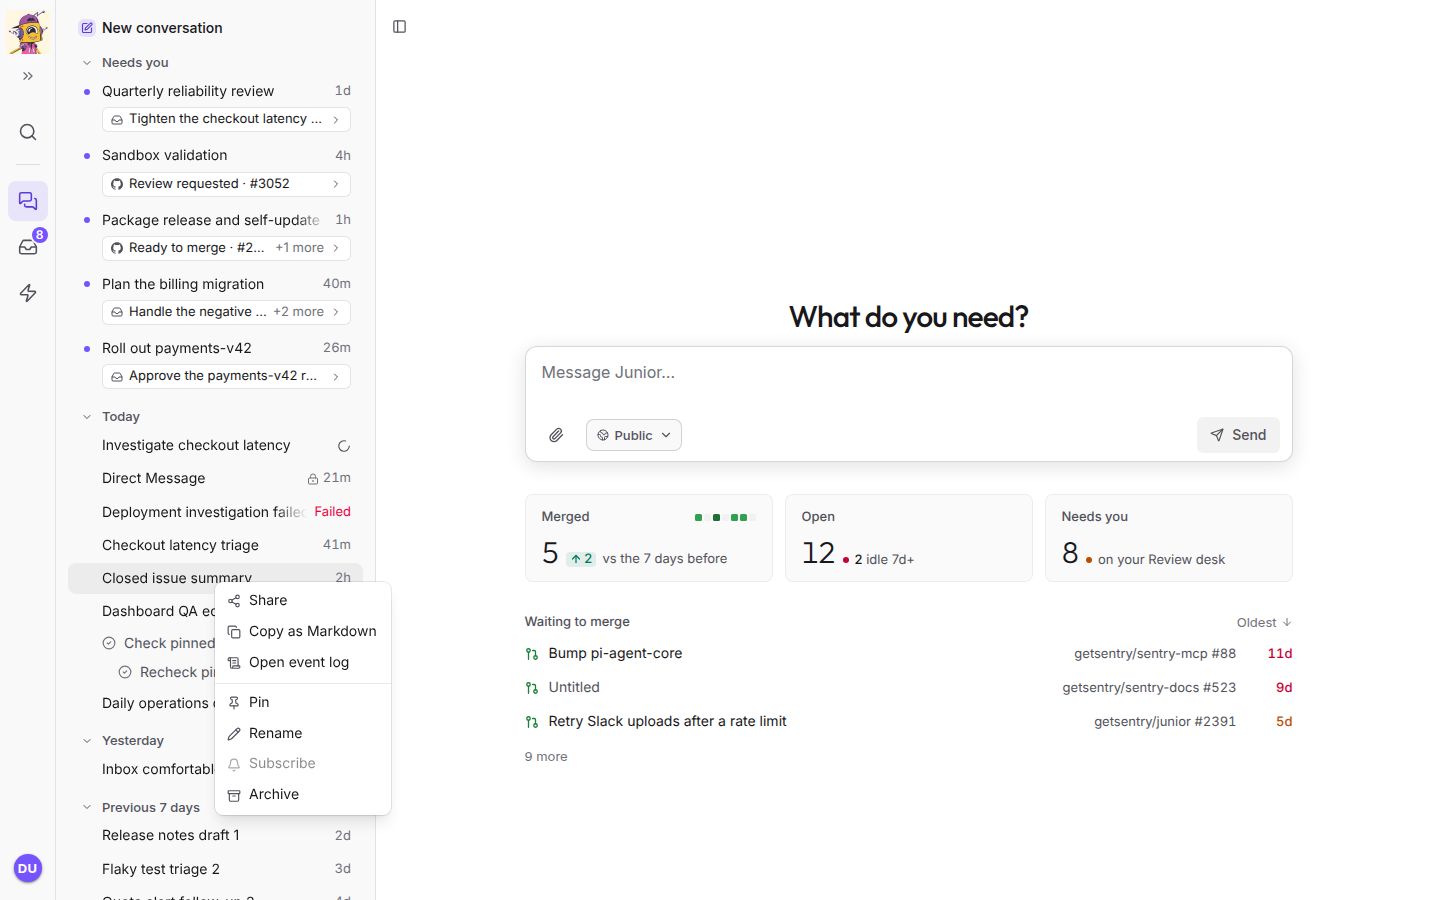 New conversation
Needs you
Quarterly reliability review 1d
Tighten the checkout latency ...
Sandbox validation 4h
Review requested · #3052
Package release and self-update 1h
Ready to merge · #2... +1 more
Plan the billing migration 40m
Handle the negative ... +2 more
Roll out payments-v42 26m
Approve the payments-v42 r...
Today
Investigate checkout latency
Direct Message 21m
Deployment investigation failed Failed
Checkout latency triage 41m
Closed issue summary 2h
Dashboard QA
Check pinned
Recheck
Daily operations
Yesterday
Inbox
Previous 7 days
Release notes draft 1 2d
Flaky test triage 2 3d
8
DU
Share
Copy as Markdown
Open event log
Pin
Rename
Subscribe
Archive
What do you need?
Message Junior...
Public
Send
Merged
5 2 vs the 7 days before
Open
12 2 idle 7d+
Needs you
8 on your Review desk
Waiting to merge Oldest
Bump pi-agent-core getsentry/sentry-mcp #88 11d
Untitled getsentry/sentry-docs #523 9d
Retry Slack uploads after a rate limit getsentry/junior #2391 5d
9 more